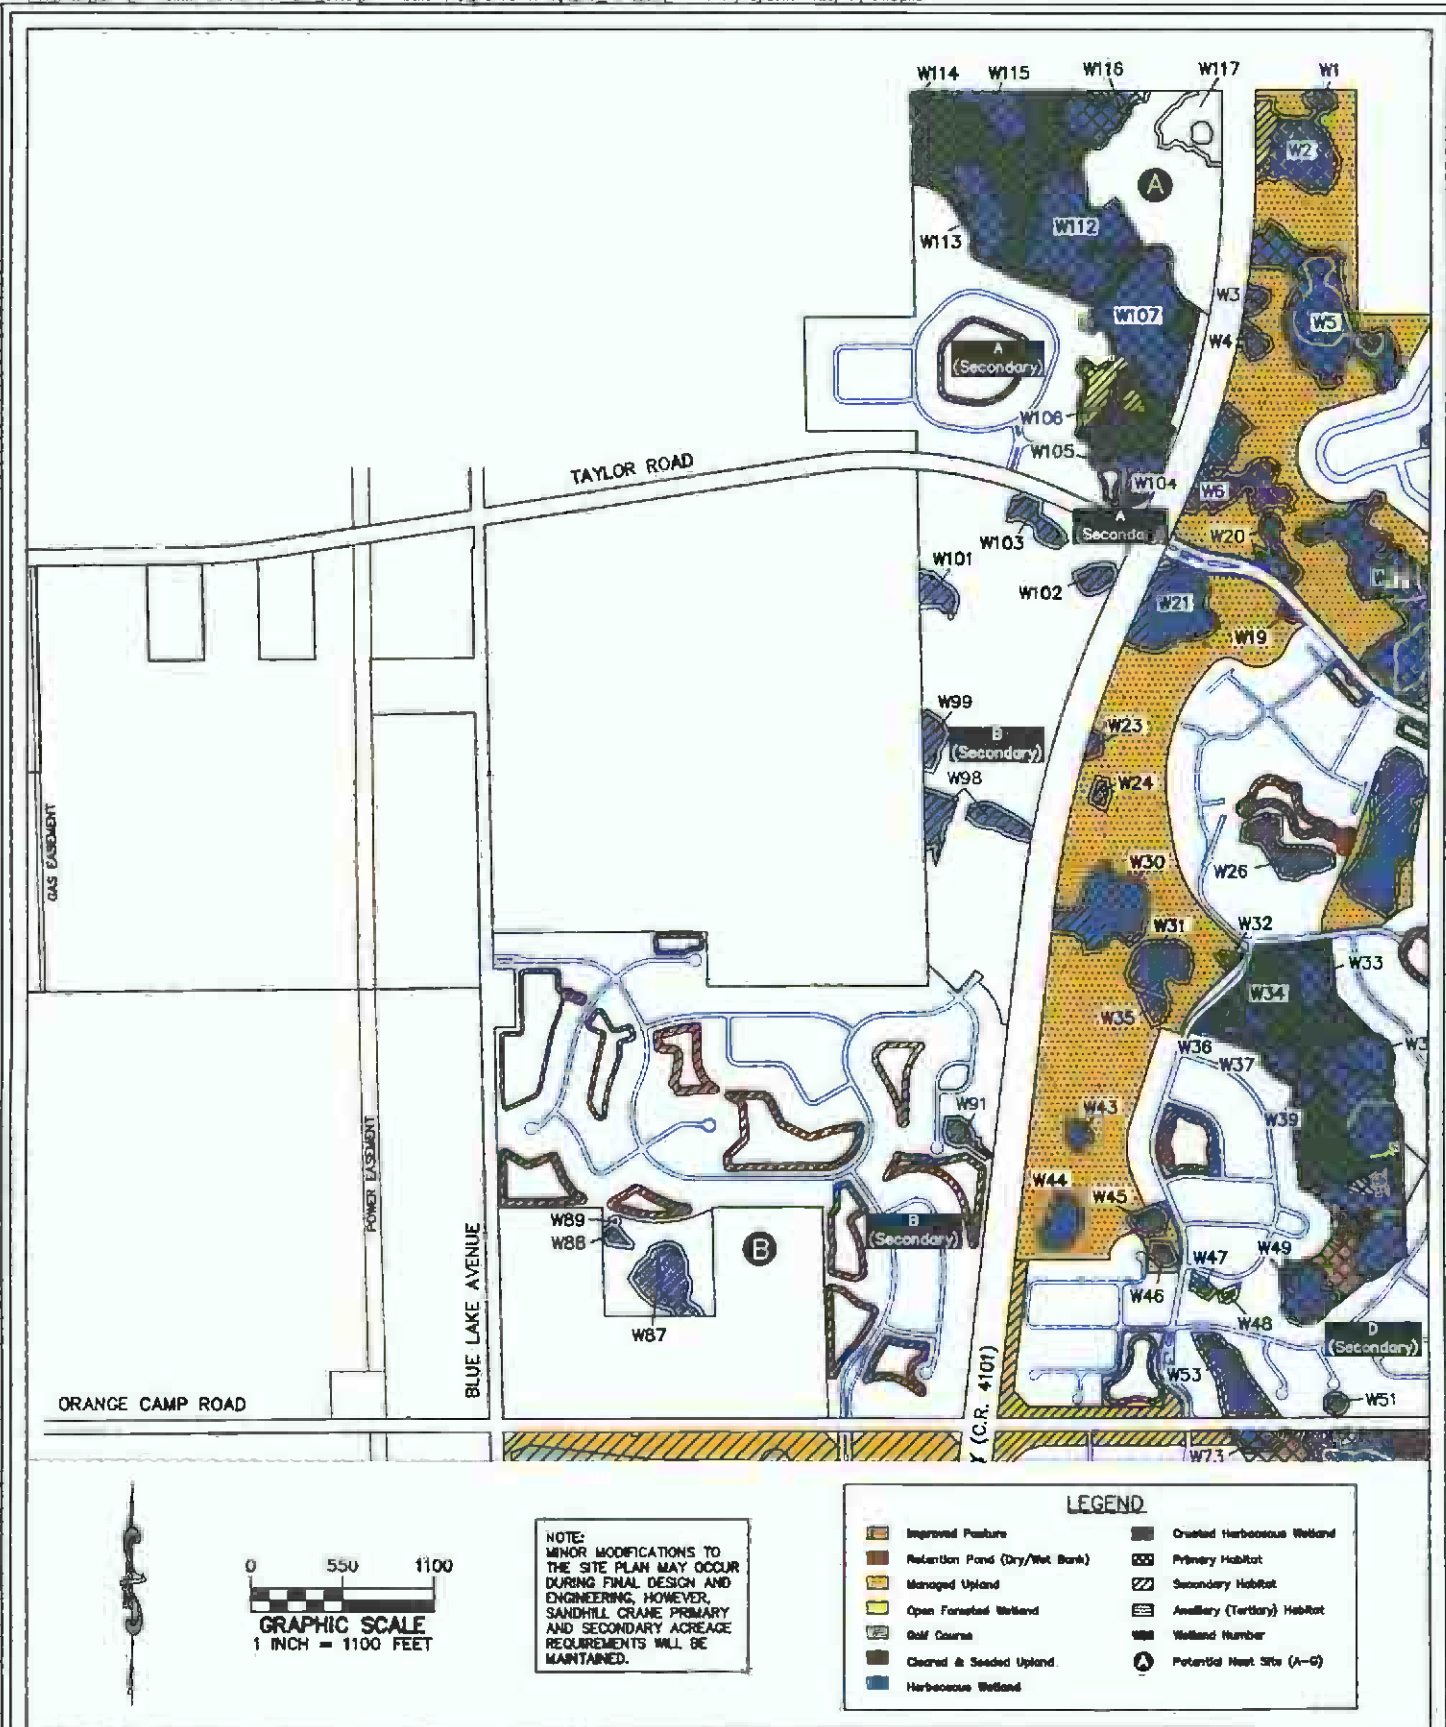 W114
W115
W116
W117
W1
W2
A
W113
W112
W3
W107
W5
W4
A
(Secondary)
W106
W105
TAYLOR ROAD
W104
W6
A
(Secondary)
W103
W20
W101
W102
W21
W19
W99
B
(Secondary)
W23
W98
W24
GAS EASEMENT
W30
W26
W31
W32
W33
W34
W35
W36
W37
W91
W43
W39
POWER EASEMENT
W44
W45
W89
W88
B
B
(Secondary)
W47
W49
W46
W48
W87
BLUE LAKE AVENUE
D
(Secondary)
W53
W51
ORANGE CAMP ROAD
Y (C.R. 4101)
W73
0 550 1100
GRAPHIC SCALE
1 INCH = 1100 FEET
NOTE:
MINOR MODIFICATIONS TO
THE SITE PLAN MAY OCCUR
DURING FINAL DESIGN AND
ENGINEERING, HOWEVER,
SANDHILL CRANE PRIMARY
AND SECONDARY ACREAGE
REQUIREMENTS WILL BE
MAINTAINED.
LEGEND
Improved Pasture
Retention Pond (Dry/Wet Bank)
Managed Upland
Open Forested Wetland
Golf Course
Cleared & Seeded Upland
Herbaceous Wetland
Created Herbaceous Wetland
Primary Habitat
Secondary Habitat
Ancillary (Tertiary) Habitat
Wetland Number
A Potential Nest Site (A-G)